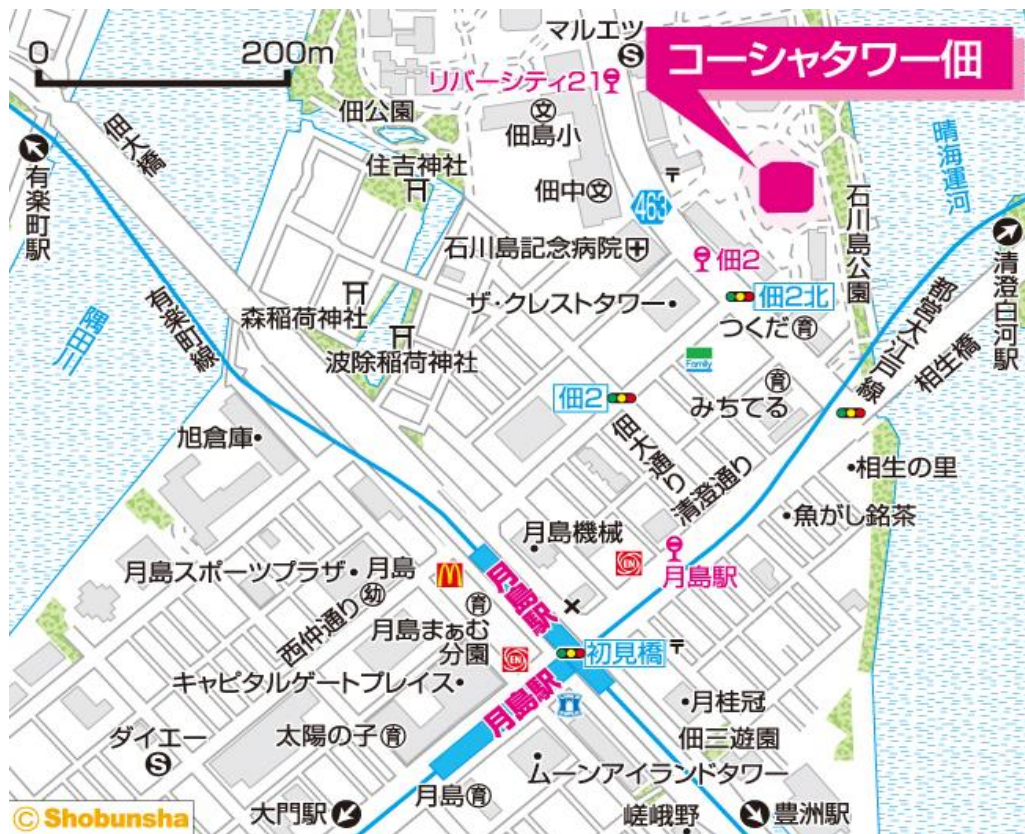 0
200m
マルエツ
S
コーシャタワー佃
リバーシティ21
文
佃島小
佃公園
佃大橋
住吉神社
有楽町駅
佃中
文
463
〒
晴海運河
石川島公園
石川島記念病院
佃2
清澄白河駅
佃2北
ザ・クレストタワー
つくだ
育
都営大江戸線
相生橋
有楽町線
森稲荷神社
波除稲荷神社
隅田川
Family
育
みちてる
佃2
佃大通り
清澄通り
旭倉庫
相生の里
魚がし銘茶
月島機械
EN
月島駅
月島スポーツプラザ
月島
幼
西仲通り
月島駅
育
月島まぁむ
分園
EN
初見橋
〒
キャピタルゲートプレイス
月島駅
月桂冠
ダイエー
S
太陽の子
育
佃三遊園
ムーンアイランドタワー
大門駅
月島
育
嵯峨野
豊洲駅
© Shobunsha